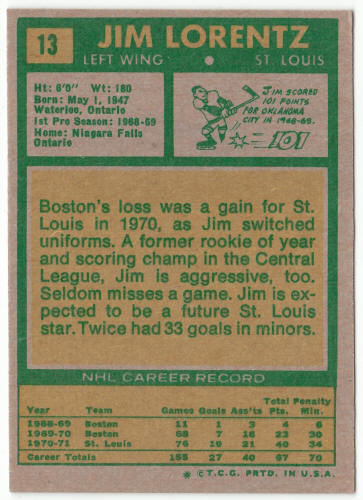 13 JIM LORENTZ
LEFT WING • ST. LOUIS
Ht: 6'0" Wt: 180
Born: May 1, 1947
Waterloo, Ontario
1st Pro Season: 1968-69
Home: Niagara Falls
Ontario
JIM SCORED
101 POINTS
FOR OKLAHOMA
CITY IN 1968-69.
101
Boston's loss was a gain for St.
Louis in 1970, as Jim switched
uniforms. A former rookie of year
and scoring champ in the Central
League, Jim is aggressive, too.
Seldom misses a game. Jim is ex-
pected to be a future St. Louis
star. Twice had 33 goals in minors.
NHL CAREER RECORD
Total Penalty
Year Team Games Goals Ass'ts Pts. Min.
1968-69 Boston 11 1 3 4 6
1969-70 Boston 68 7 16 23 30
1970-71 St. Louis 76 19 21 40 34
Career Totals 155 27 40 67 70
* © T.C.G. PRTD. IN U.S.A.